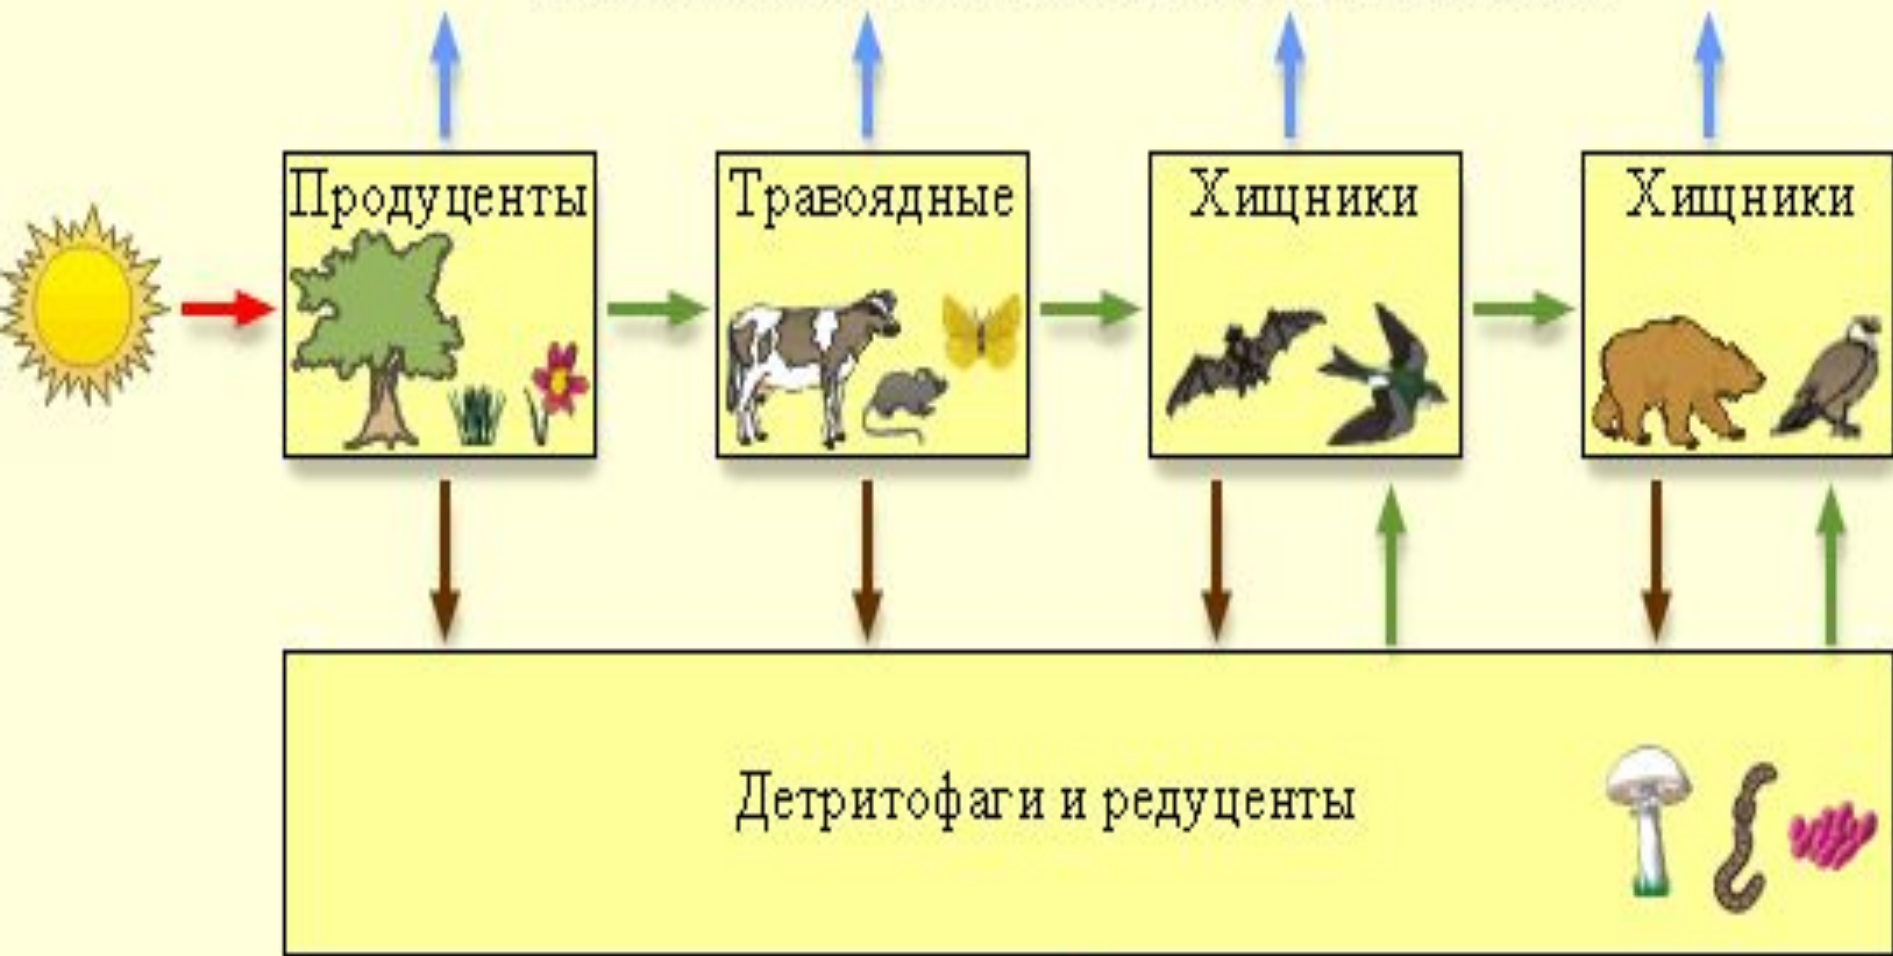 Продуценты
Травоядные
Хищники
Хищники
Детритофаги и редуценты